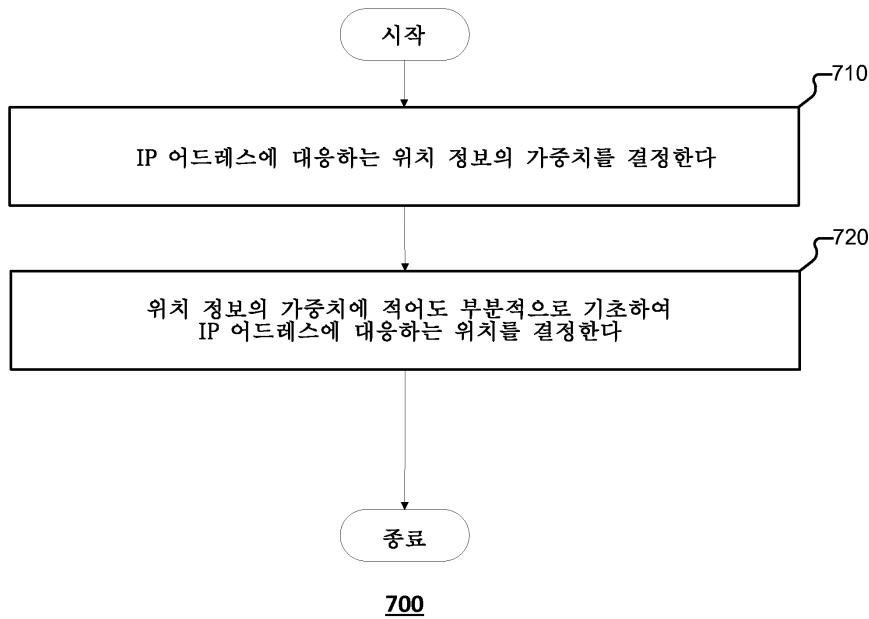 시작
710
IP 어드레스에 대응하는 위치 정보의 가중치를 결정한다
720
위치 정보의 가중치에 적어도 부분적으로 기초하여
IP 어드레스에 대응하는 위치를 결정한다
종료
700